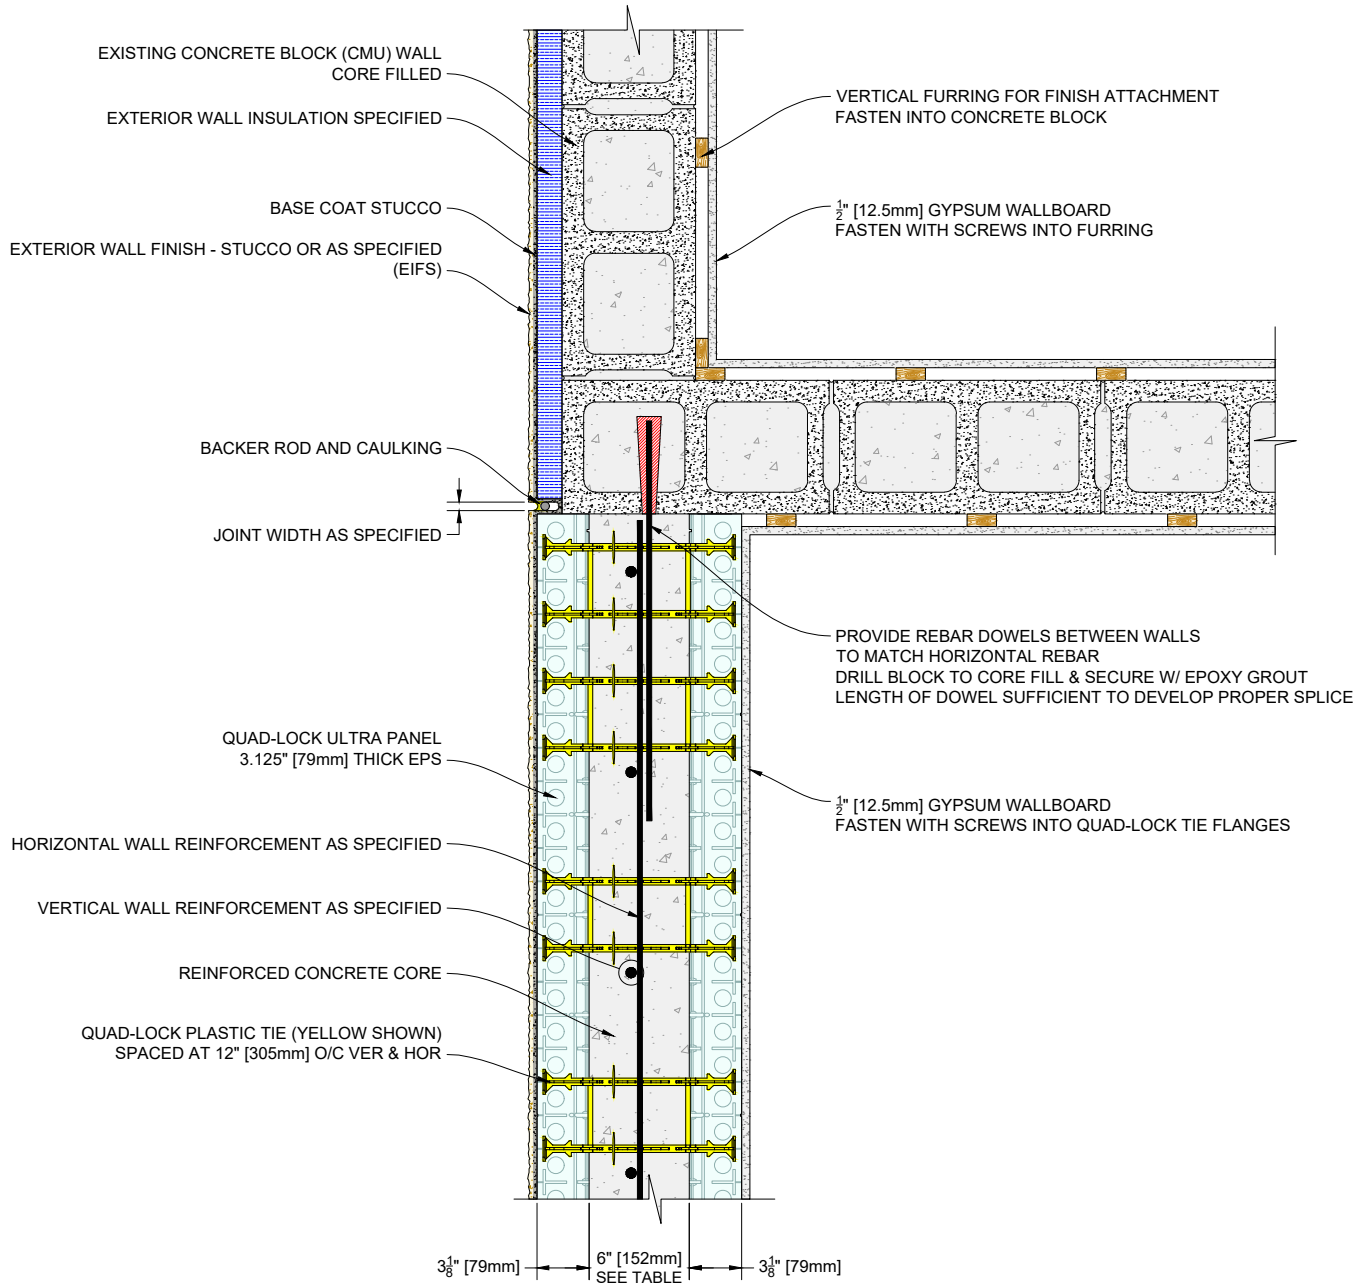 EXISTING CONCRETE BLOCK (CMU) WALL
CORE FILLED
EXTERIOR WALL INSULATION SPECIFIED
BASE COAT STUCCO
EXTERIOR WALL FINISH - STUCCO OR AS SPECIFIED
(EIFS)
BACKER ROD AND CAULKING
JOINT WIDTH AS SPECIFIED
QUAD-LOCK ULTRA PANEL
3.125" [79mm] THICK EPS
HORIZONTAL WALL REINFORCEMENT AS SPECIFIED
VERTICAL WALL REINFORCEMENT AS SPECIFIED
REINFORCED CONCRETE CORE
QUAD-LOCK PLASTIC TIE (YELLOW SHOWN)
SPACED AT 12" [305mm] O/C VER & HOR
VERTICAL FURRING FOR FINISH ATTACHMENT
FASTEN INTO CONCRETE BLOCK
1/2" [12.5mm] GYPSUM WALLBOARD
FASTEN WITH SCREWS INTO FURRING
PROVIDE REBAR DOWELS BETWEEN WALLS
TO MATCH HORIZONTAL REBAR
DRILL BLOCK TO CORE FILL & SECURE W/ EPOXY GROUT
LENGTH OF DOWEL SUFFICIENT TO DEVELOP PROPER SPLICE
1/2" [12.5mm] GYPSUM WALLBOARD
FASTEN WITH SCREWS INTO QUAD-LOCK TIE FLANGES
3 1/8" [79mm]
6" [152mm]
SEE TABLE
3 1/8" [79mm]